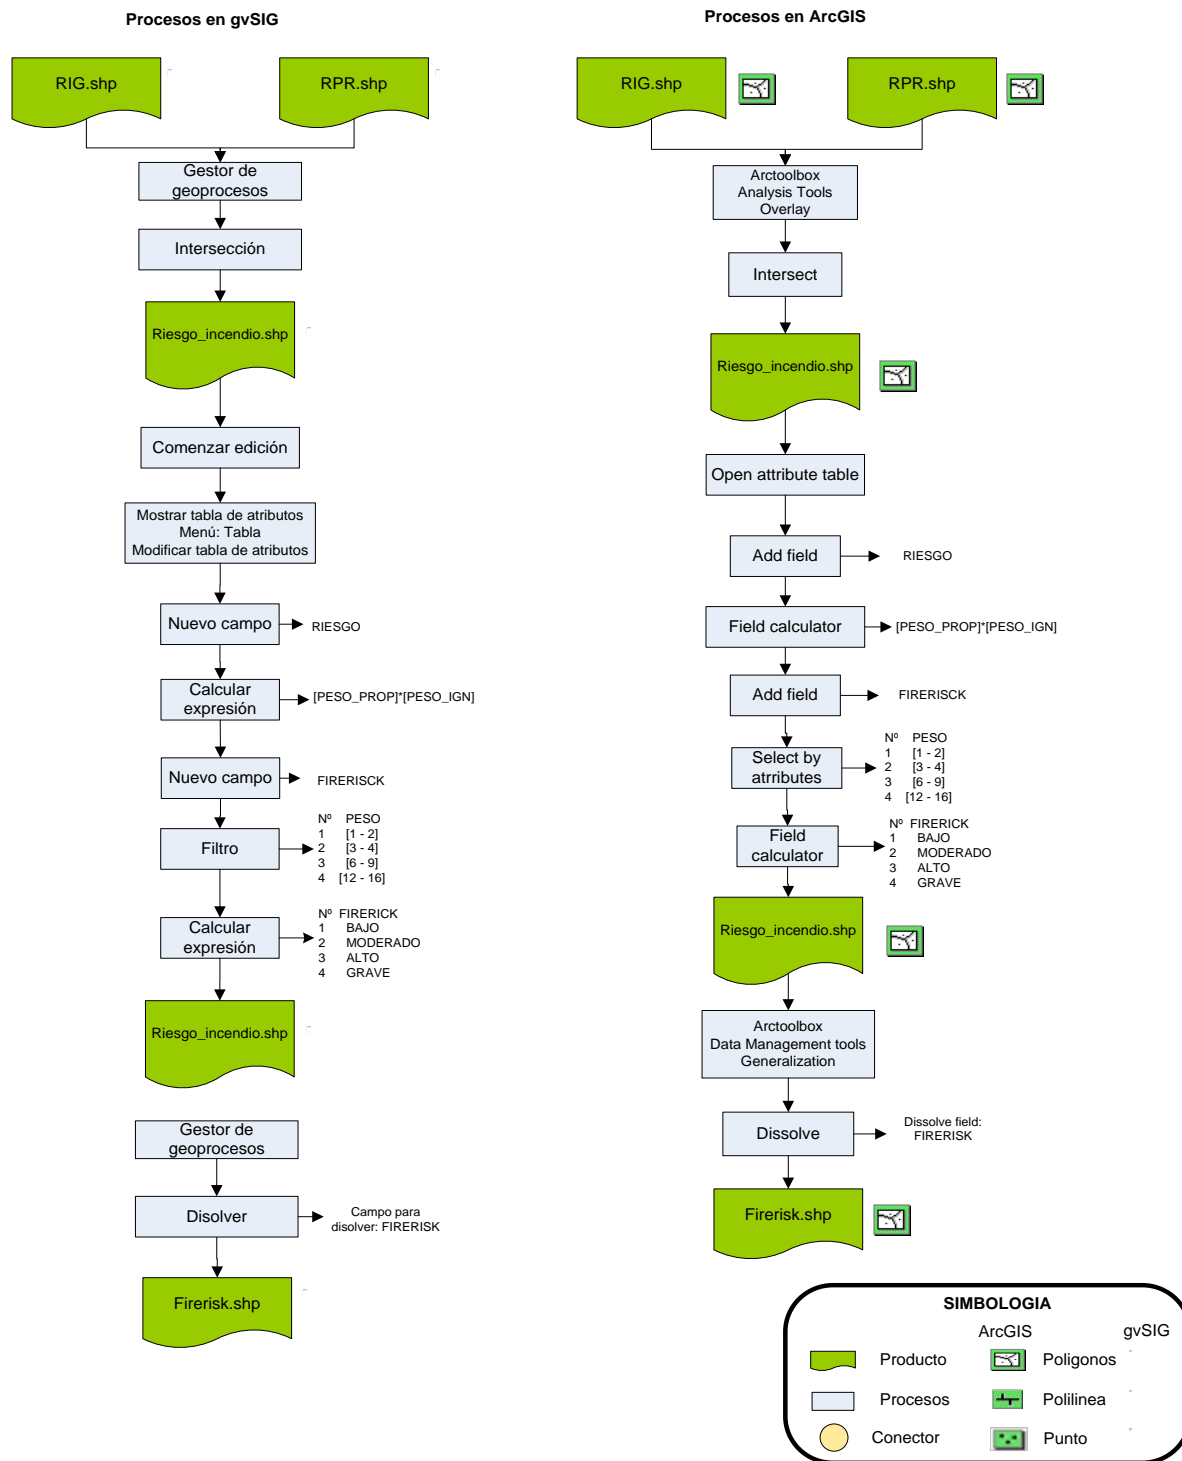 Procesos en gvSIG
RIG.shp
RPR.shp
Gestor de
geoprocesos
Intersección
Riesgo_incendio.shp
Comenzar edición
Mostrar tabla de atributos
Menú: Tabla
Modificar tabla de atributos
Nuevo campo
RIESGO
Calcular
expresión
[PESO_PROP]*[PESO_IGN]
Nuevo campo
FIRERISCK
Filtro
Nº PESO
1 [1 - 2]
2 [3 - 4]
3 [6 - 9]
4 [12 - 16]
Calcular
expresión
Nº FIRERICK
1 BAJO
2 MODERADO
3 ALTO
4 GRAVE
Riesgo_incendio.shp
Gestor de
geoprocesos
Disolver
Campo para
disolver: FIRERISK
Firerisk.shp
Procesos en ArcGIS
RIG.shp
RPR.shp
Arctoolbox
Analysis Tools
Overlay
Intersect
Riesgo_incendio.shp
Open attribute table
Add field
RIESGO
Field calculator
[PESO_PROP]*[PESO_IGN]
Add field
FIRERISCK
Select by
atrributes
Nº PESO
1 [1 - 2]
2 [3 - 4]
3 [6 - 9]
4 [12 - 16]
Field
calculator
Nº FIRERICK
1 BAJO
2 MODERADO
3 ALTO
4 GRAVE
Riesgo_incendio.shp
Arctoolbox
Data Management tools
Generalization
Dissolve
Dissolve field:
FIRERISK
Firerisk.shp
SIMBOLOGIA
ArcGIS gvSIG
Producto Poligonos
Procesos Polilinea
Conector Punto